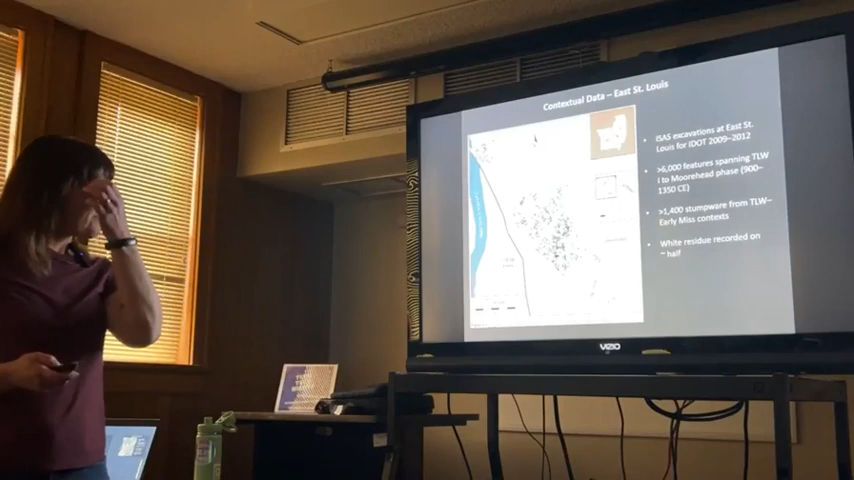 Contextual Data – East St. Louis
• ISAS excavations at East St.
Louis for IDOT 2009–2012
• >6,000 features spanning TLW
I to Moorehead phase (900–
1350 CE)
• >1,400 stumpware from TLW–
Early Miss contexts
• White residue recorded on
~ half
VIZIO